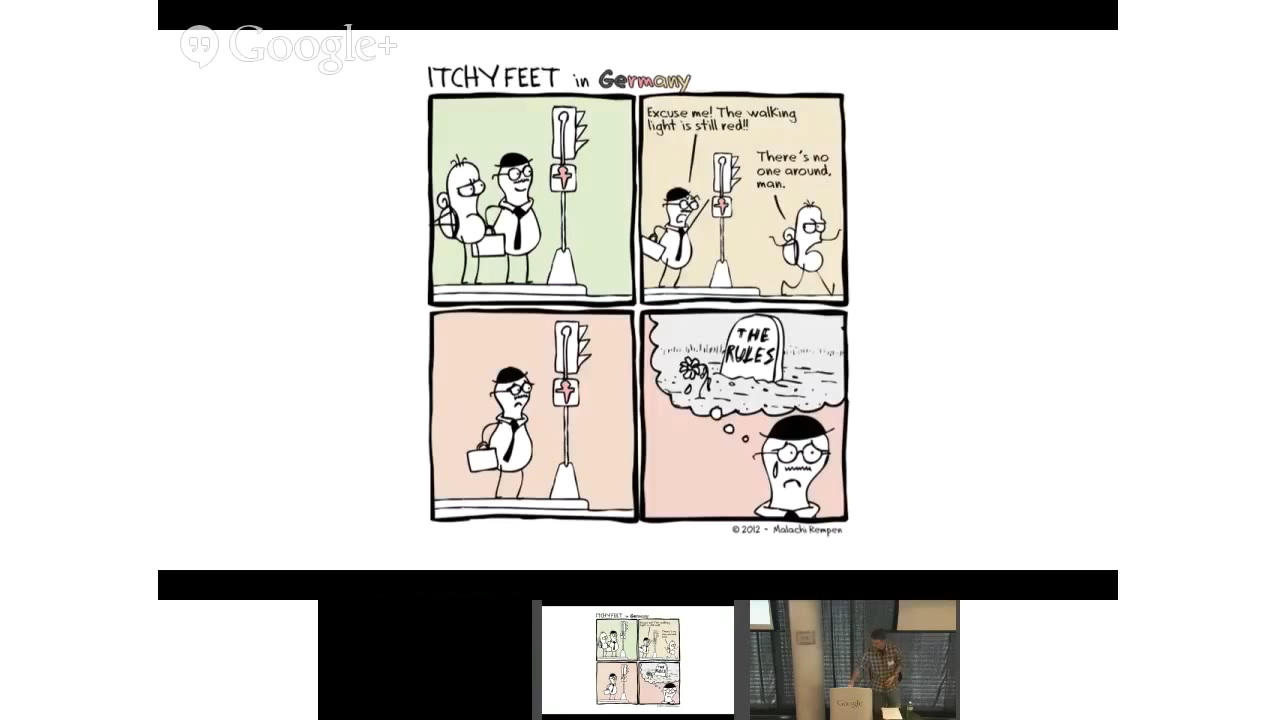 Google+
ITCHY FEET in Germany
Excuse me! The walking
light is still red!!
There's no
one around,
man.
THE
RULES
© 2012 - Malachi Rempen
Google